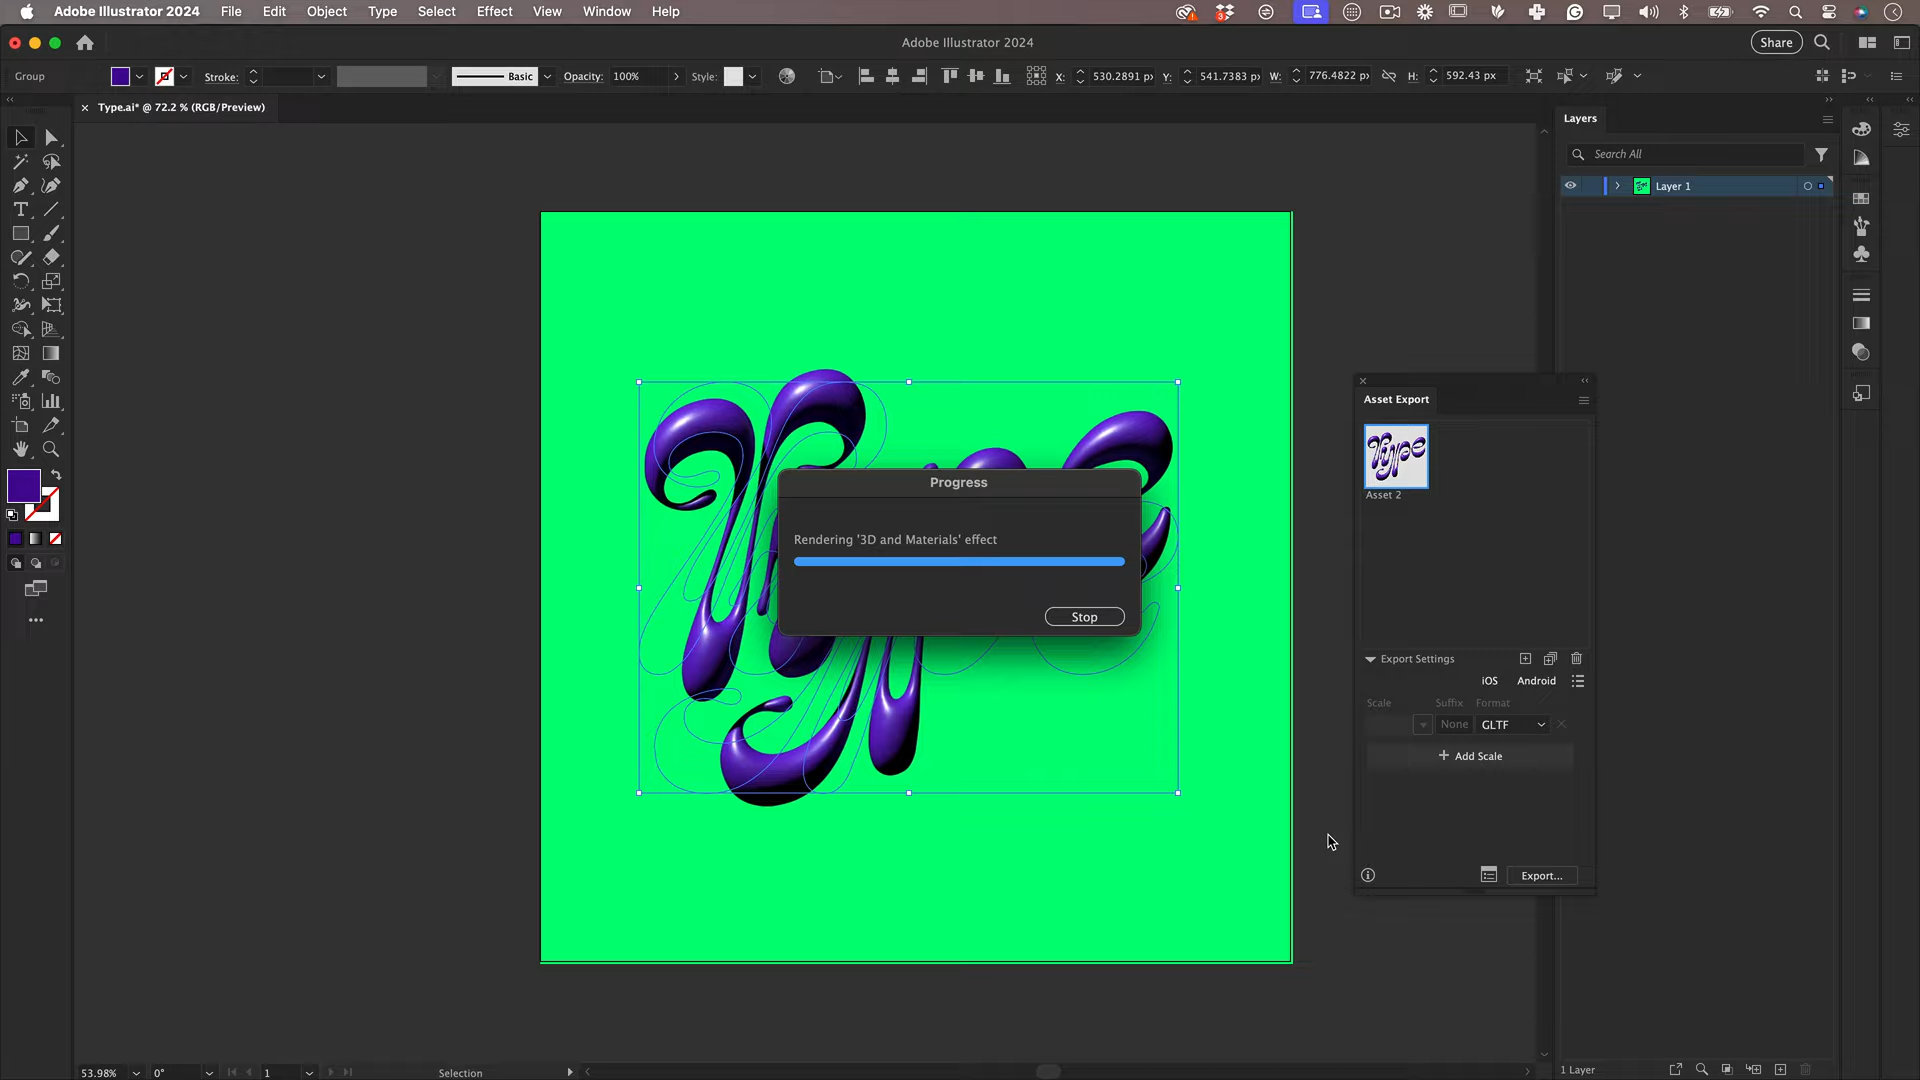 Adobe Illustrator 2024 File Edit Object Type Select Effect View Window Help
Adobe Illustrator 2024
Share
Group
Stroke:
Basic
Opacity: 100%
Style:
X: 530.2891 px
Y: 541.7383 px
W: 776.4822 px
H: 592.43 px
Type.ai* @ 72.2 % (RGB/Preview)
Layers
Search All
Layer 1
Progress
Rendering '3D and Materials' effect
Stop
Asset Export
Type
Asset 2
Export Settings
iOS Android
Scale Suffix Format
None GLTF
+ Add Scale
Export...
53.98% 0° 1 Selection
1 Layer